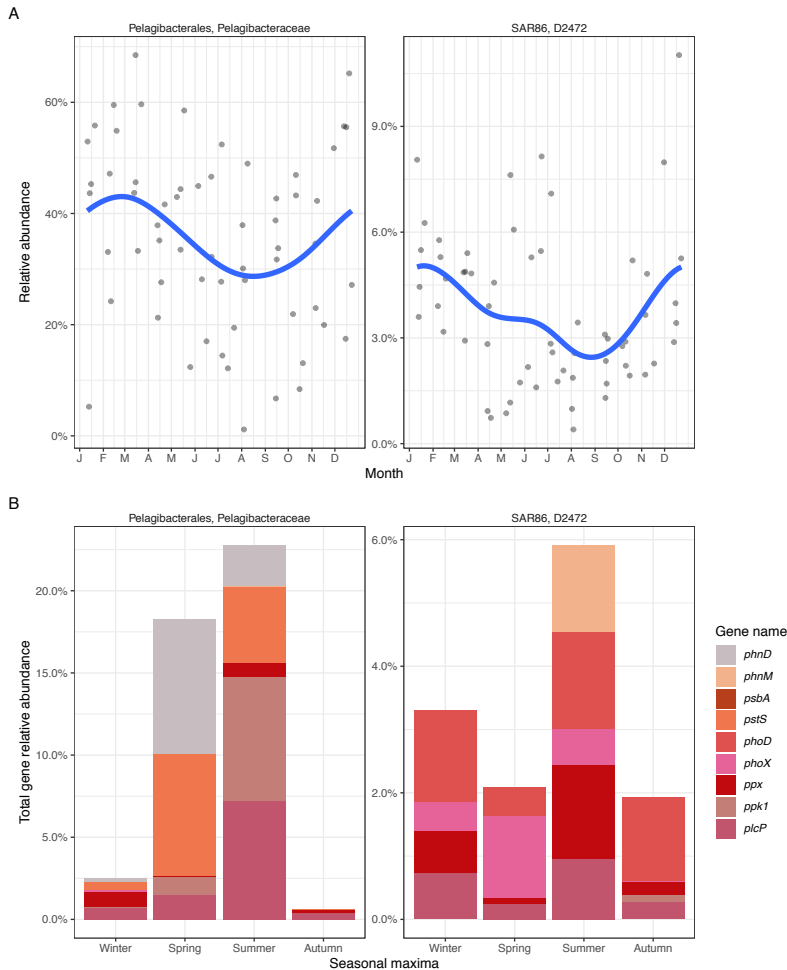 A
Pelagibacterales, Pelagibacteraceae
SAR86, D2472
Relative abundance
60%
40%
20%
0%
9.0%
6.0%
3.0%
0.0%
J F M A M J J A S O N D
J F M A M J J A S O N D
Month
B
Pelagibacterales, Pelagibacteraceae
SAR86, D2472
Total gene relative abundance
20.0%
15.0%
10.0%
5.0%
0.0%
6.0%
4.0%
2.0%
0.0%
Winter Spring Summer Autumn
Winter Spring Summer Autumn
Seasonal maxima
Gene name
phnD
phnM
psbA
pstS
phoD
phoX
ppx
ppk1
plcP